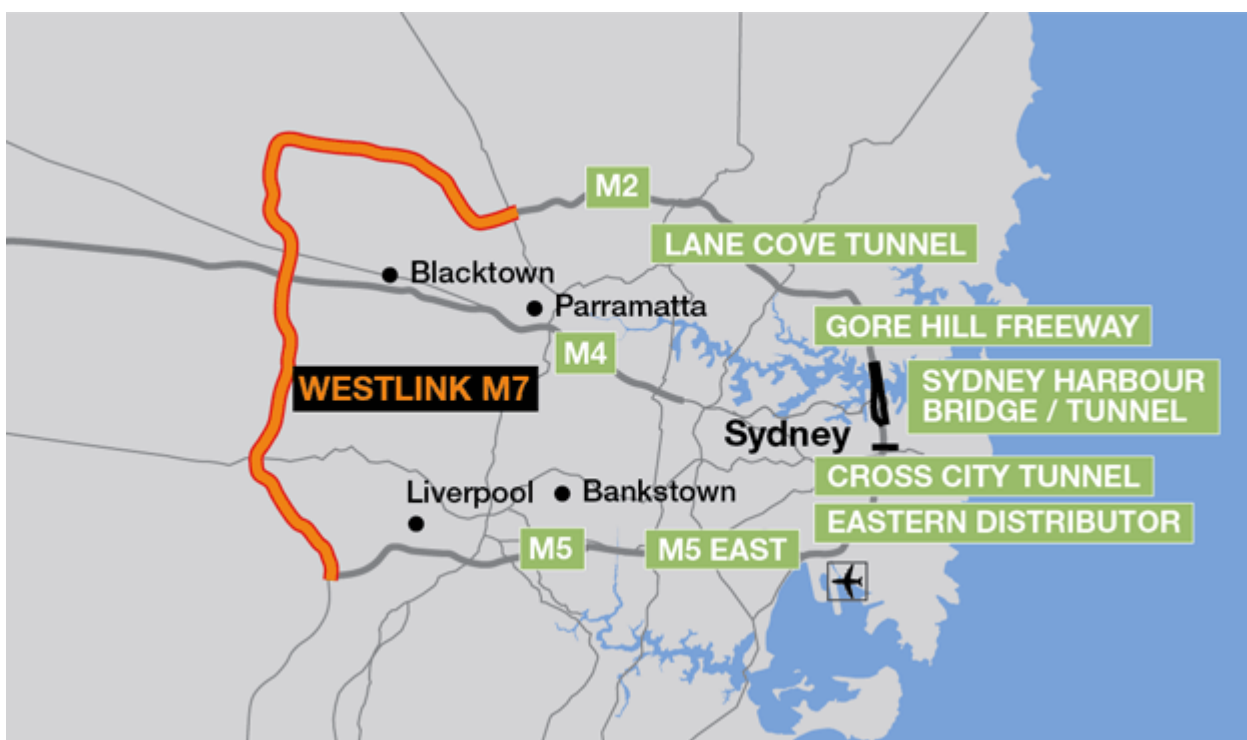 M2
LANE COVE TUNNEL
Blacktown
Parramatta
GORE HILL FREEWAY
M4
WESTLINK M7
SYDNEY HARBOUR
BRIDGE / TUNNEL
Sydney
CROSS CITY TUNNEL
Liverpool
Bankstown
EASTERN DISTRIBUTOR
M5
M5 EAST